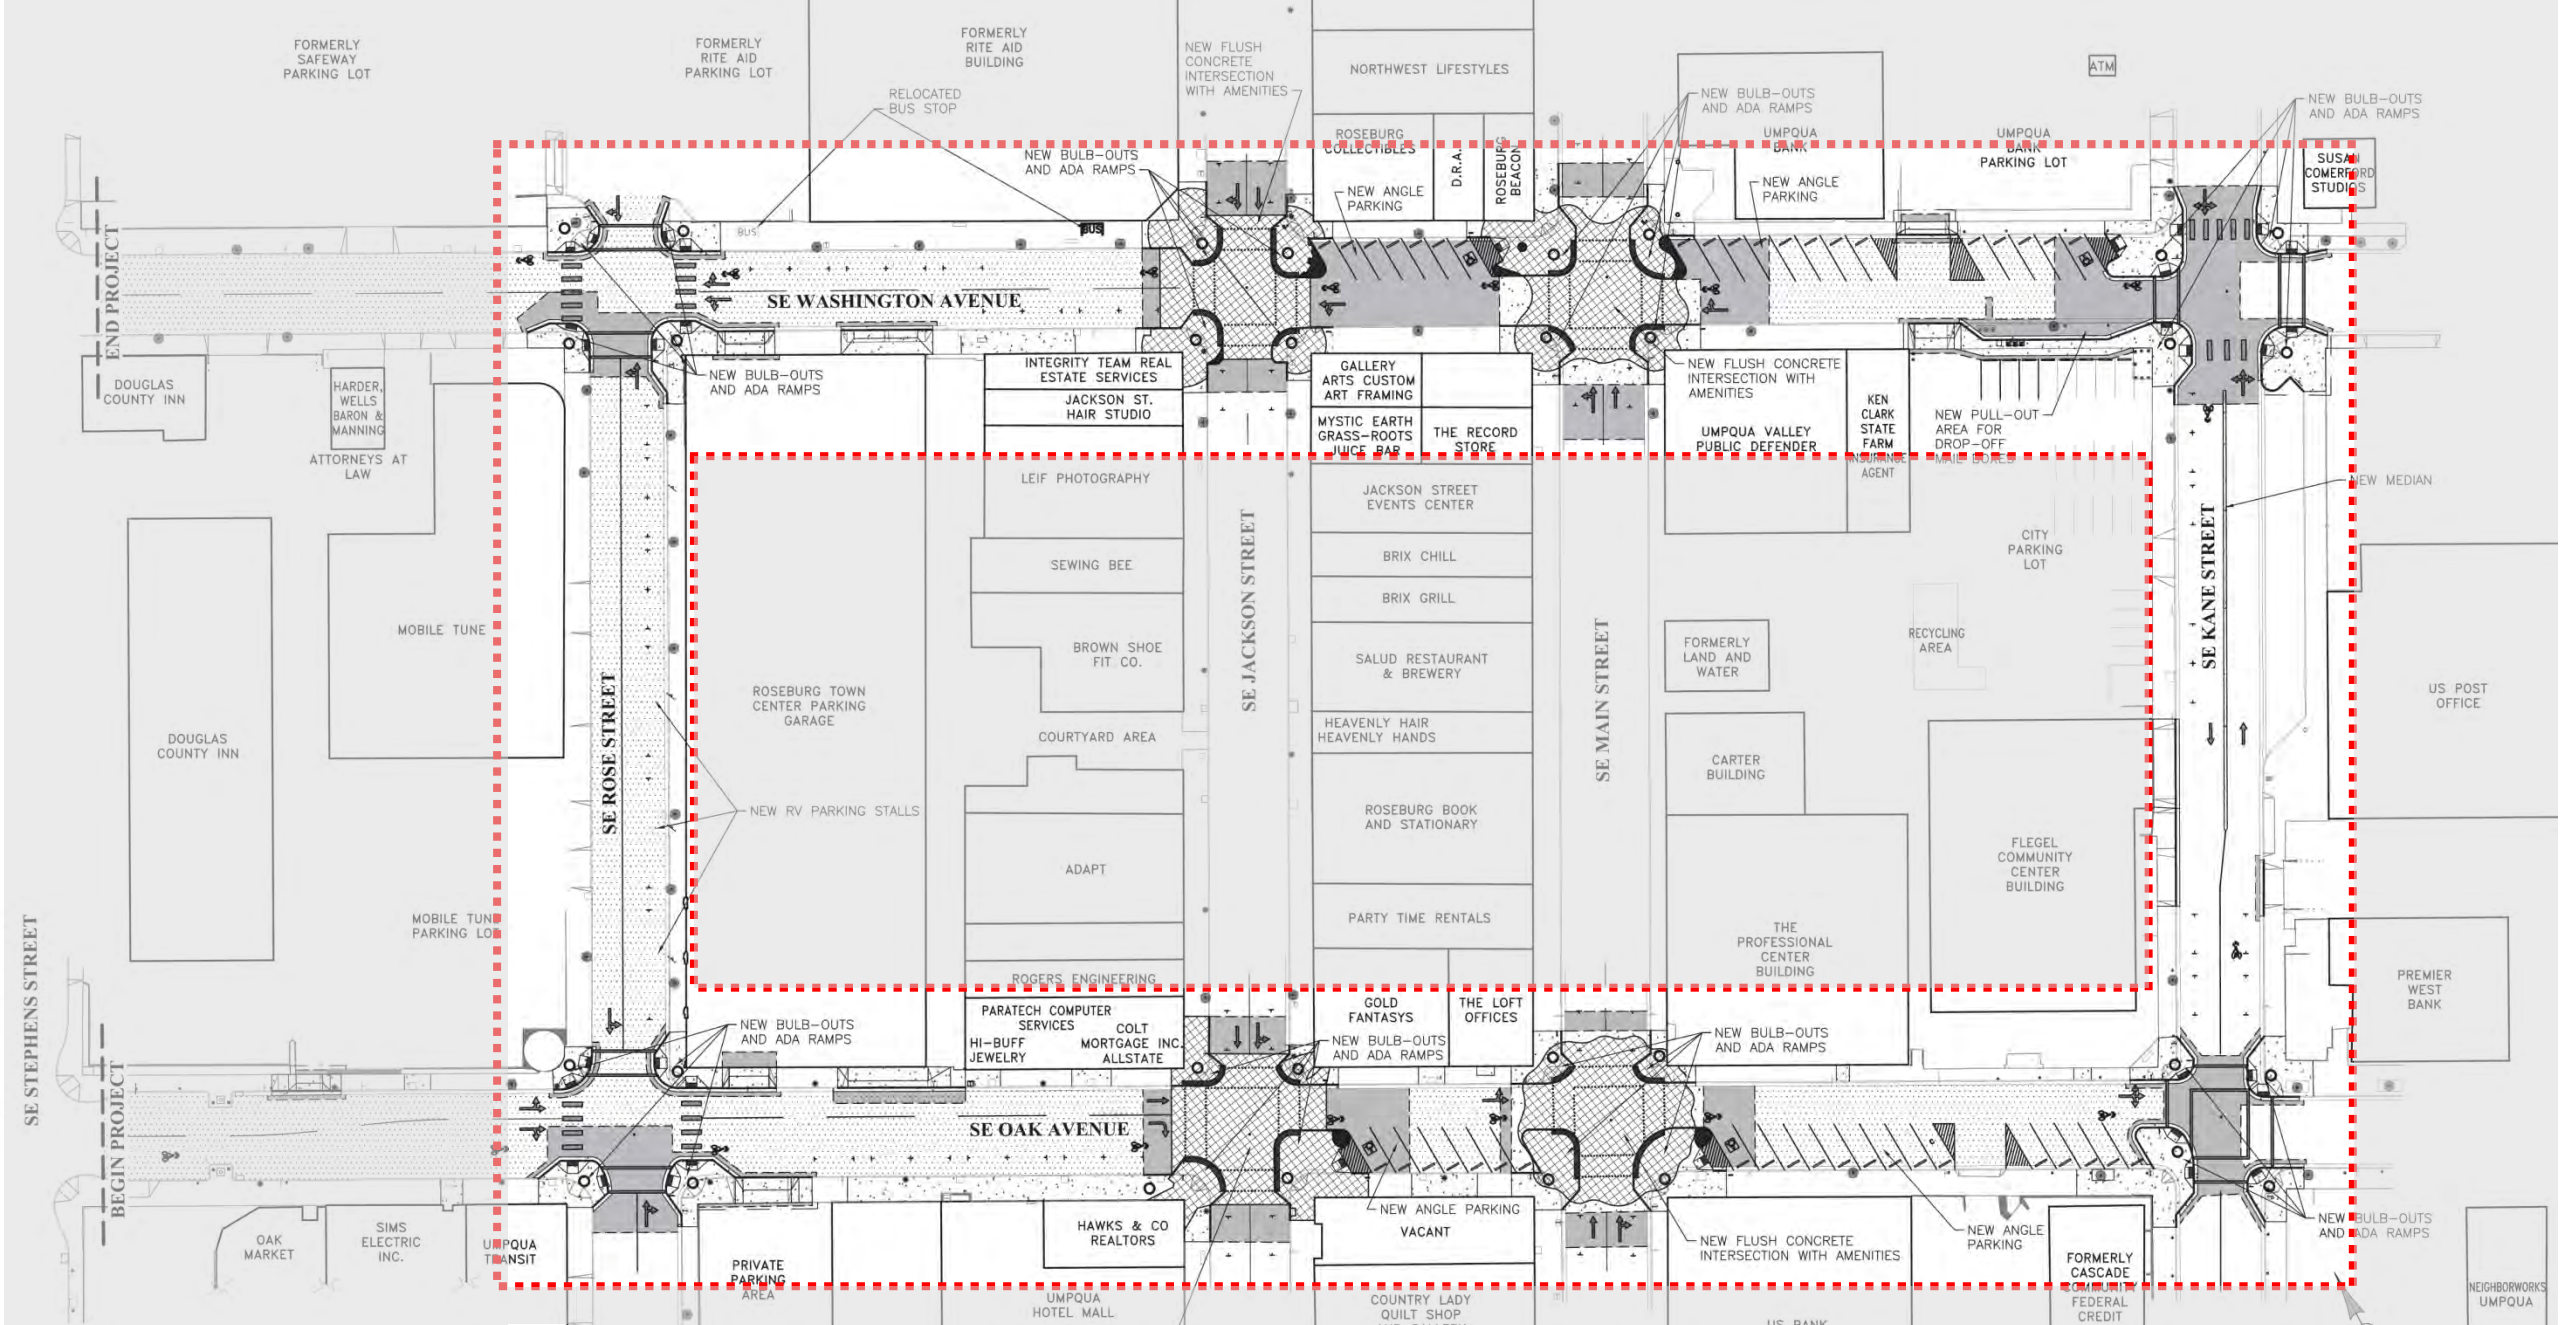 FORMERLY
SAFEWAY
PARKING LOT
FORMERLY
RITE AID
PARKING LOT
FORMERLY
RITE AID
BUILDING
NEW FLUSH
CONCRETE
INTERSECTION
WITH AMENITIES
NORTHWEST LIFESTYLES
ATM
RELOCATED
BUS STOP
NEW BULB-OUTS
AND ADA RAMPS
NEW BULB-OUTS
AND ADA RAMPS
NEW BULB-OUTS
AND ADA RAMPS
ROSEBURG
COLLECTIBLES
D.R.A.
ROSEBURG
BEACON
UMPQUA
BANK
UMPQUA
BANK
PARKING LOT
SUSAN
COMERFORD
STUDIOS
NEW ANGLE
PARKING
NEW ANGLE
PARKING
BUS
BUS
END PROJECT
SE WASHINGTON AVENUE
DOUGLAS
COUNTY INN
HARDER,
WELLS
BARON &
MANNING
ATTORNEYS AT
LAW
NEW BULB-OUTS
AND ADA RAMPS
INTEGRITY TEAM REAL
ESTATE SERVICES
JACKSON ST.
HAIR STUDIO
LEIF PHOTOGRAPHY
GALLERY
ARTS CUSTOM
ART FRAMING
MYSTIC EARTH
GRASS-ROOTS
JUICE BAR
THE RECORD
STORE
NEW FLUSH CONCRETE
INTERSECTION WITH
AMENITIES
UMPQUA VALLEY
PUBLIC DEFENDER
KEN
CLARK
STATE
FARM
INSURANCE
AGENT
NEW PULL-OUT
AREA FOR
DROP-OFF
MAIL BOXES
NEW MEDIAN
JACKSON STREET
EVENTS CENTER
CITY
PARKING
LOT
SEWING BEE
BRIX CHILL
BRIX GRILL
MOBILE TUNE
BROWN SHOE
FIT CO.
SALUD RESTAURANT
& BREWERY
FORMERLY
LAND AND
WATER
RECYCLING
AREA
SE ROSE STREET
SE JACKSON STREET
SE MAIN STREET
SE KANE STREET
ROSEBURG TOWN
CENTER PARKING
GARAGE
US POST
OFFICE
DOUGLAS
COUNTY INN
COURTYARD AREA
HEAVENLY HAIR
HEAVENLY HANDS
CARTER
BUILDING
NEW RV PARKING STALLS
ROSEBURG BOOK
AND STATIONARY
FLEGEL
COMMUNITY
CENTER
BUILDING
ADAPT
MOBILE TUNE
PARKING LOT
PARTY TIME RENTALS
THE
PROFESSIONAL
CENTER
BUILDING
PREMIER
WEST
BANK
SE STEPHENS STREET
ROGERS ENGINEERING
PARATECH COMPUTER
SERVICES
HI-BUFF
JEWELRY
COLT
MORTGAGE INC.
ALLSTATE
GOLD
FANTASYS
THE LOFT
OFFICES
NEW BULB-OUTS
AND ADA RAMPS
NEW BULB-OUTS
AND ADA RAMPS
NEW BULB-OUTS
AND ADA RAMPS
BEGIN PROJECT
SE OAK AVENUE
OAK
MARKET
SIMS
ELECTRIC
INC.
UMPQUA
TRANSIT
PRIVATE
PARKING
AREA
HAWKS & CO
REALTORS
NEW ANGLE PARKING
VACANT
NEW FLUSH CONCRETE
INTERSECTION WITH AMENITIES
NEW ANGLE
PARKING
FORMERLY
CASCADE
COMMUNITY
FEDERAL
CREDIT
NEW BULB-OUTS
AND ADA RAMPS
NEIGHBORWORKS
UMPQUA
UMPQUA
HOTEL MALL
COUNTRY LADY
QUILT SHOP
US BANK